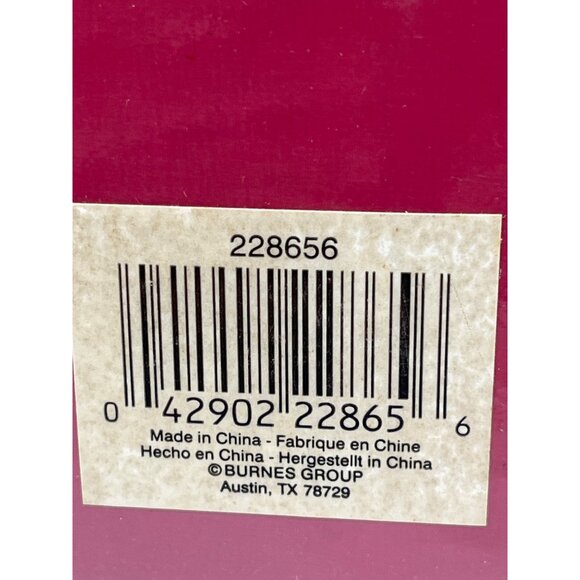 228656
0 42902 22865 6
Made in China - Fabrique en Chine
Hecho en China - Hergestellt in China
©BURNES GROUP
Austin, TX 78729